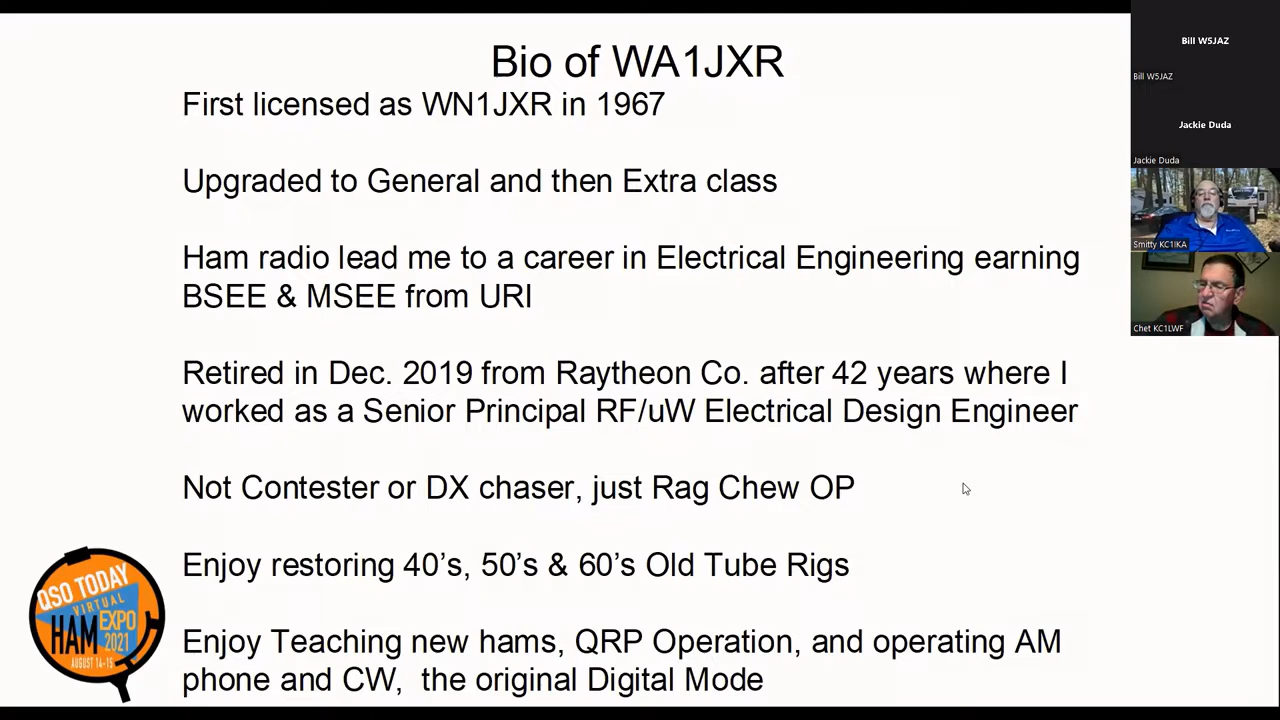 Bio of WA1JXR
First licensed as WN1JXR in 1967
Upgraded to General and then Extra class
Ham radio lead me to a career in Electrical Engineering earning
BSEE & MSEE from URI
Retired in Dec. 2019 from Raytheon Co. after 42 years where I
worked as a Senior Principal RF/uW Electrical Design Engineer
Not Contester or DX chaser, just Rag Chew OP
Enjoy restoring 40’s, 50’s & 60’s Old Tube Rigs
Enjoy Teaching new hams, QRP Operation, and operating AM
phone and CW,  the original Digital Mode
QSO TODAY
VIRTUAL
HAM EXPO
2021
AUGUST 14-15
Bill W5JAZ
Bill W5JAZ
Jackie Duda
Jackie Duda
Smitty KC1IKA
Chet KC1LWF